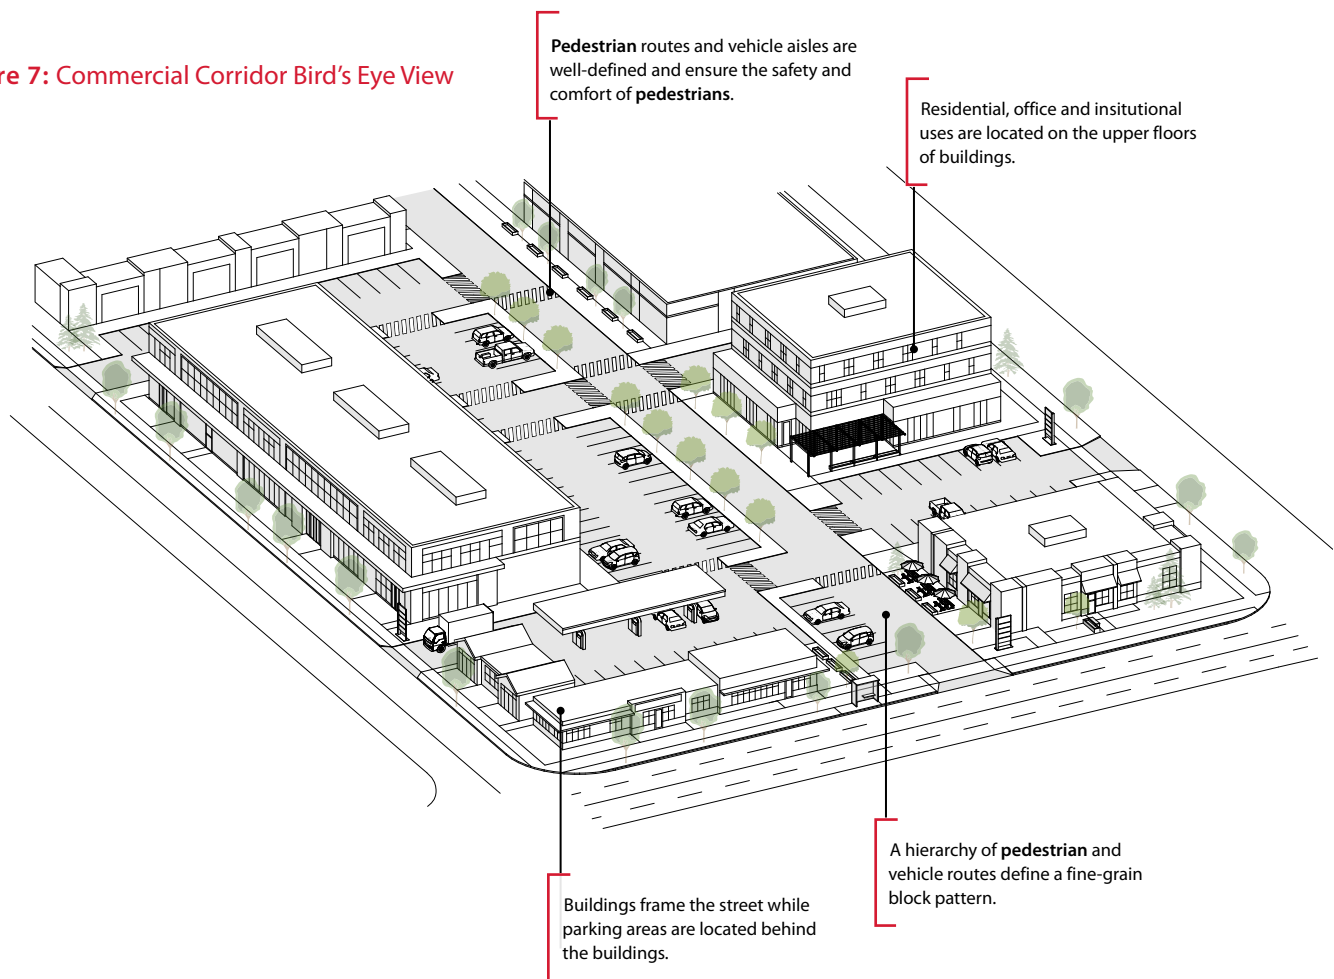 re 7: Commercial Corridor Bird's Eye View
Pedestrian routes and vehicle aisles are
well-defined and ensure the safety and
comfort of pedestrians.
Residential, office and insitutional
uses are located on the upper floors
of buildings.
A hierarchy of pedestrian and
vehicle routes define a fine-grain
block pattern.
Buildings frame the street while
parking areas are located behind
the buildings.